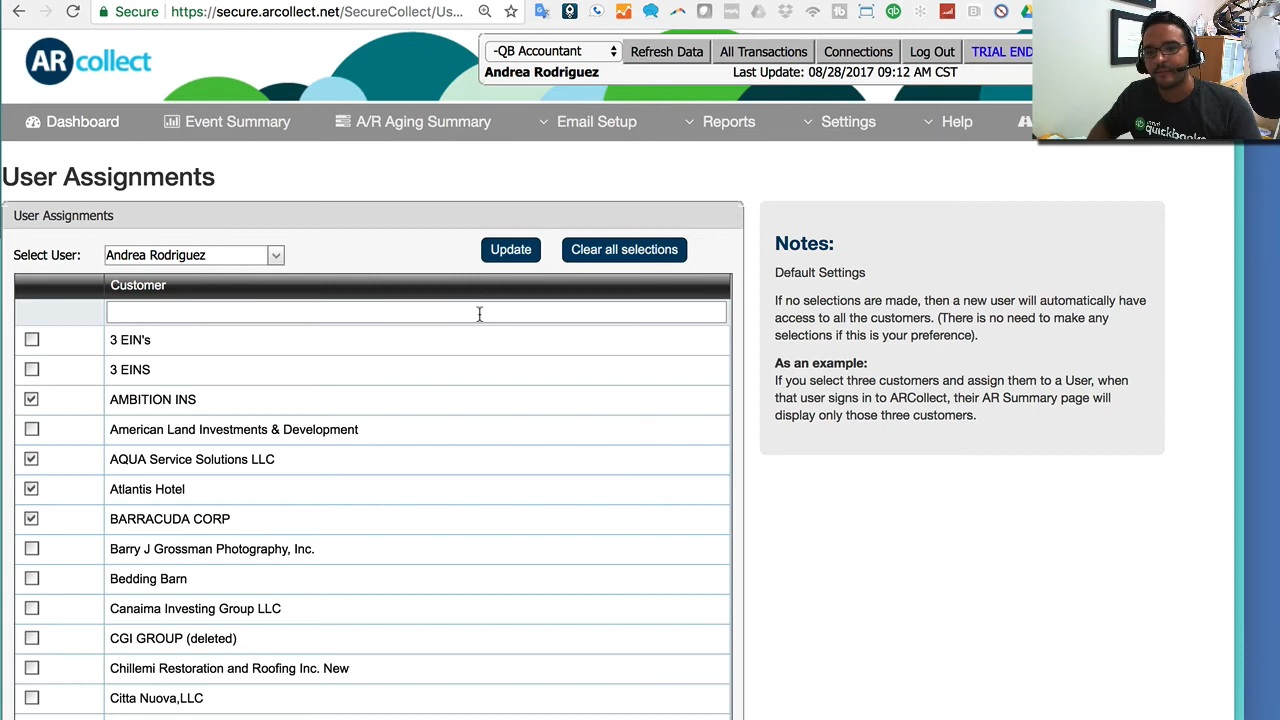 Secure https://secure.arcollect.net/SecureCollect/Us...
AR collect
-QB Accountant
Refresh Data
All Transactions
Connections
Log Out
TRIAL END
Andrea Rodriguez
Last Update: 08/28/2017 09:12 AM CST
quickbooks
Dashboard
Event Summary
A/R Aging Summary
Email Setup
Reports
Settings
Help
User Assignments
User Assignments
Select User:
Andrea Rodriguez
Update
Clear all selections
Customer
3 EIN's
3 EINS
AMBITION INS
American Land Investments & Development
AQUA Service Solutions LLC
Atlantis Hotel
BARRACUDA CORP
Barry J Grossman Photography, Inc.
Bedding Barn
Canaima Investing Group LLC
CGI GROUP (deleted)
Chillemi Restoration and Roofing Inc. New
Citta Nuova,LLC
Notes:
Default Settings
If no selections are made, then a new user will automatically have
access to all the customers. (There is no need to make any
selections if this is your preference).
As an example:
If you select three customers and assign them to a User, when
that user signs in to ARCollect, their AR Summary page will
display only those three customers.